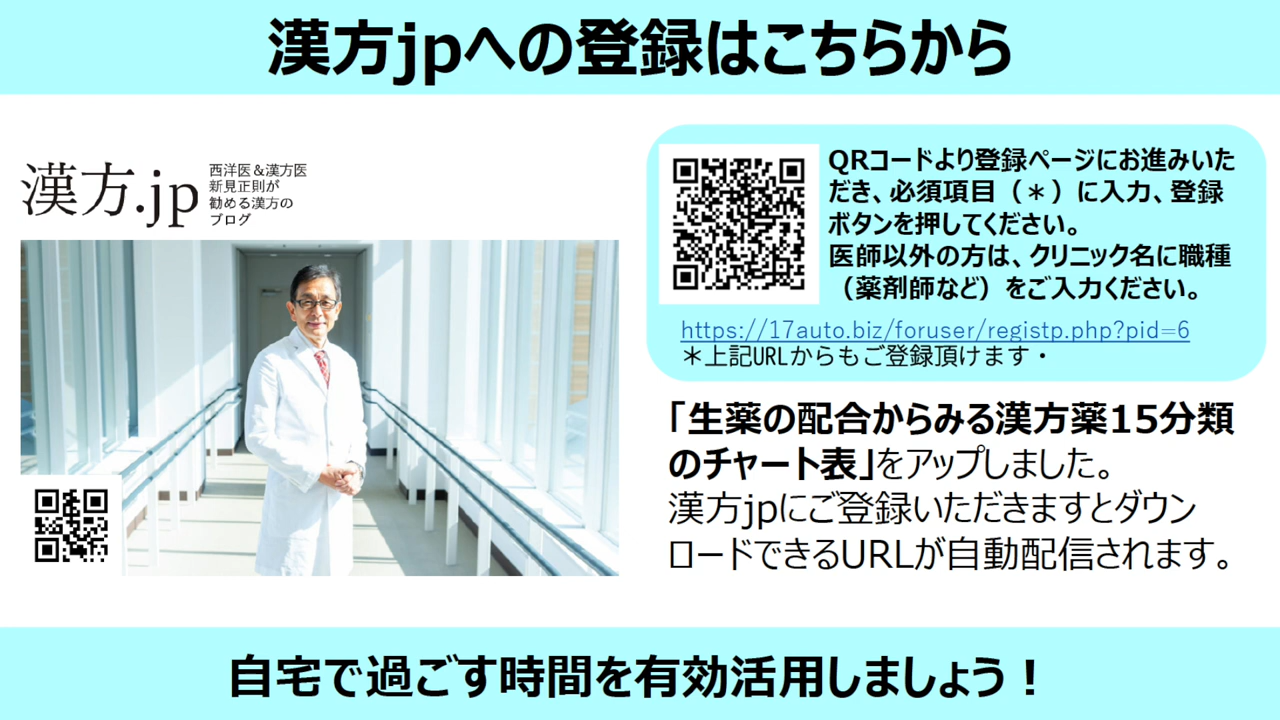 漢方jpへの登録はこちらから
漢方.jp
西洋医&漢方医
新見正則が
勧める漢方の
ブログ
QRコードより登録ページにお進みいた
だき、必須項目（＊）に入力、登録
ボタンを押してください。
医師以外の方は、クリニック名に職種
（薬剤師など）をご入力ください。
https://17auto.biz/foruser/registp.php?pid=6
＊上記URLからもご登録頂けます・
「生薬の配合からみる漢方薬15分類
のチャート表」をアップしました。
漢方jpにご登録いただきますとダウン
ロードできるURLが自動配信されます。
自宅で過ごす時間を有効活用しましょう！